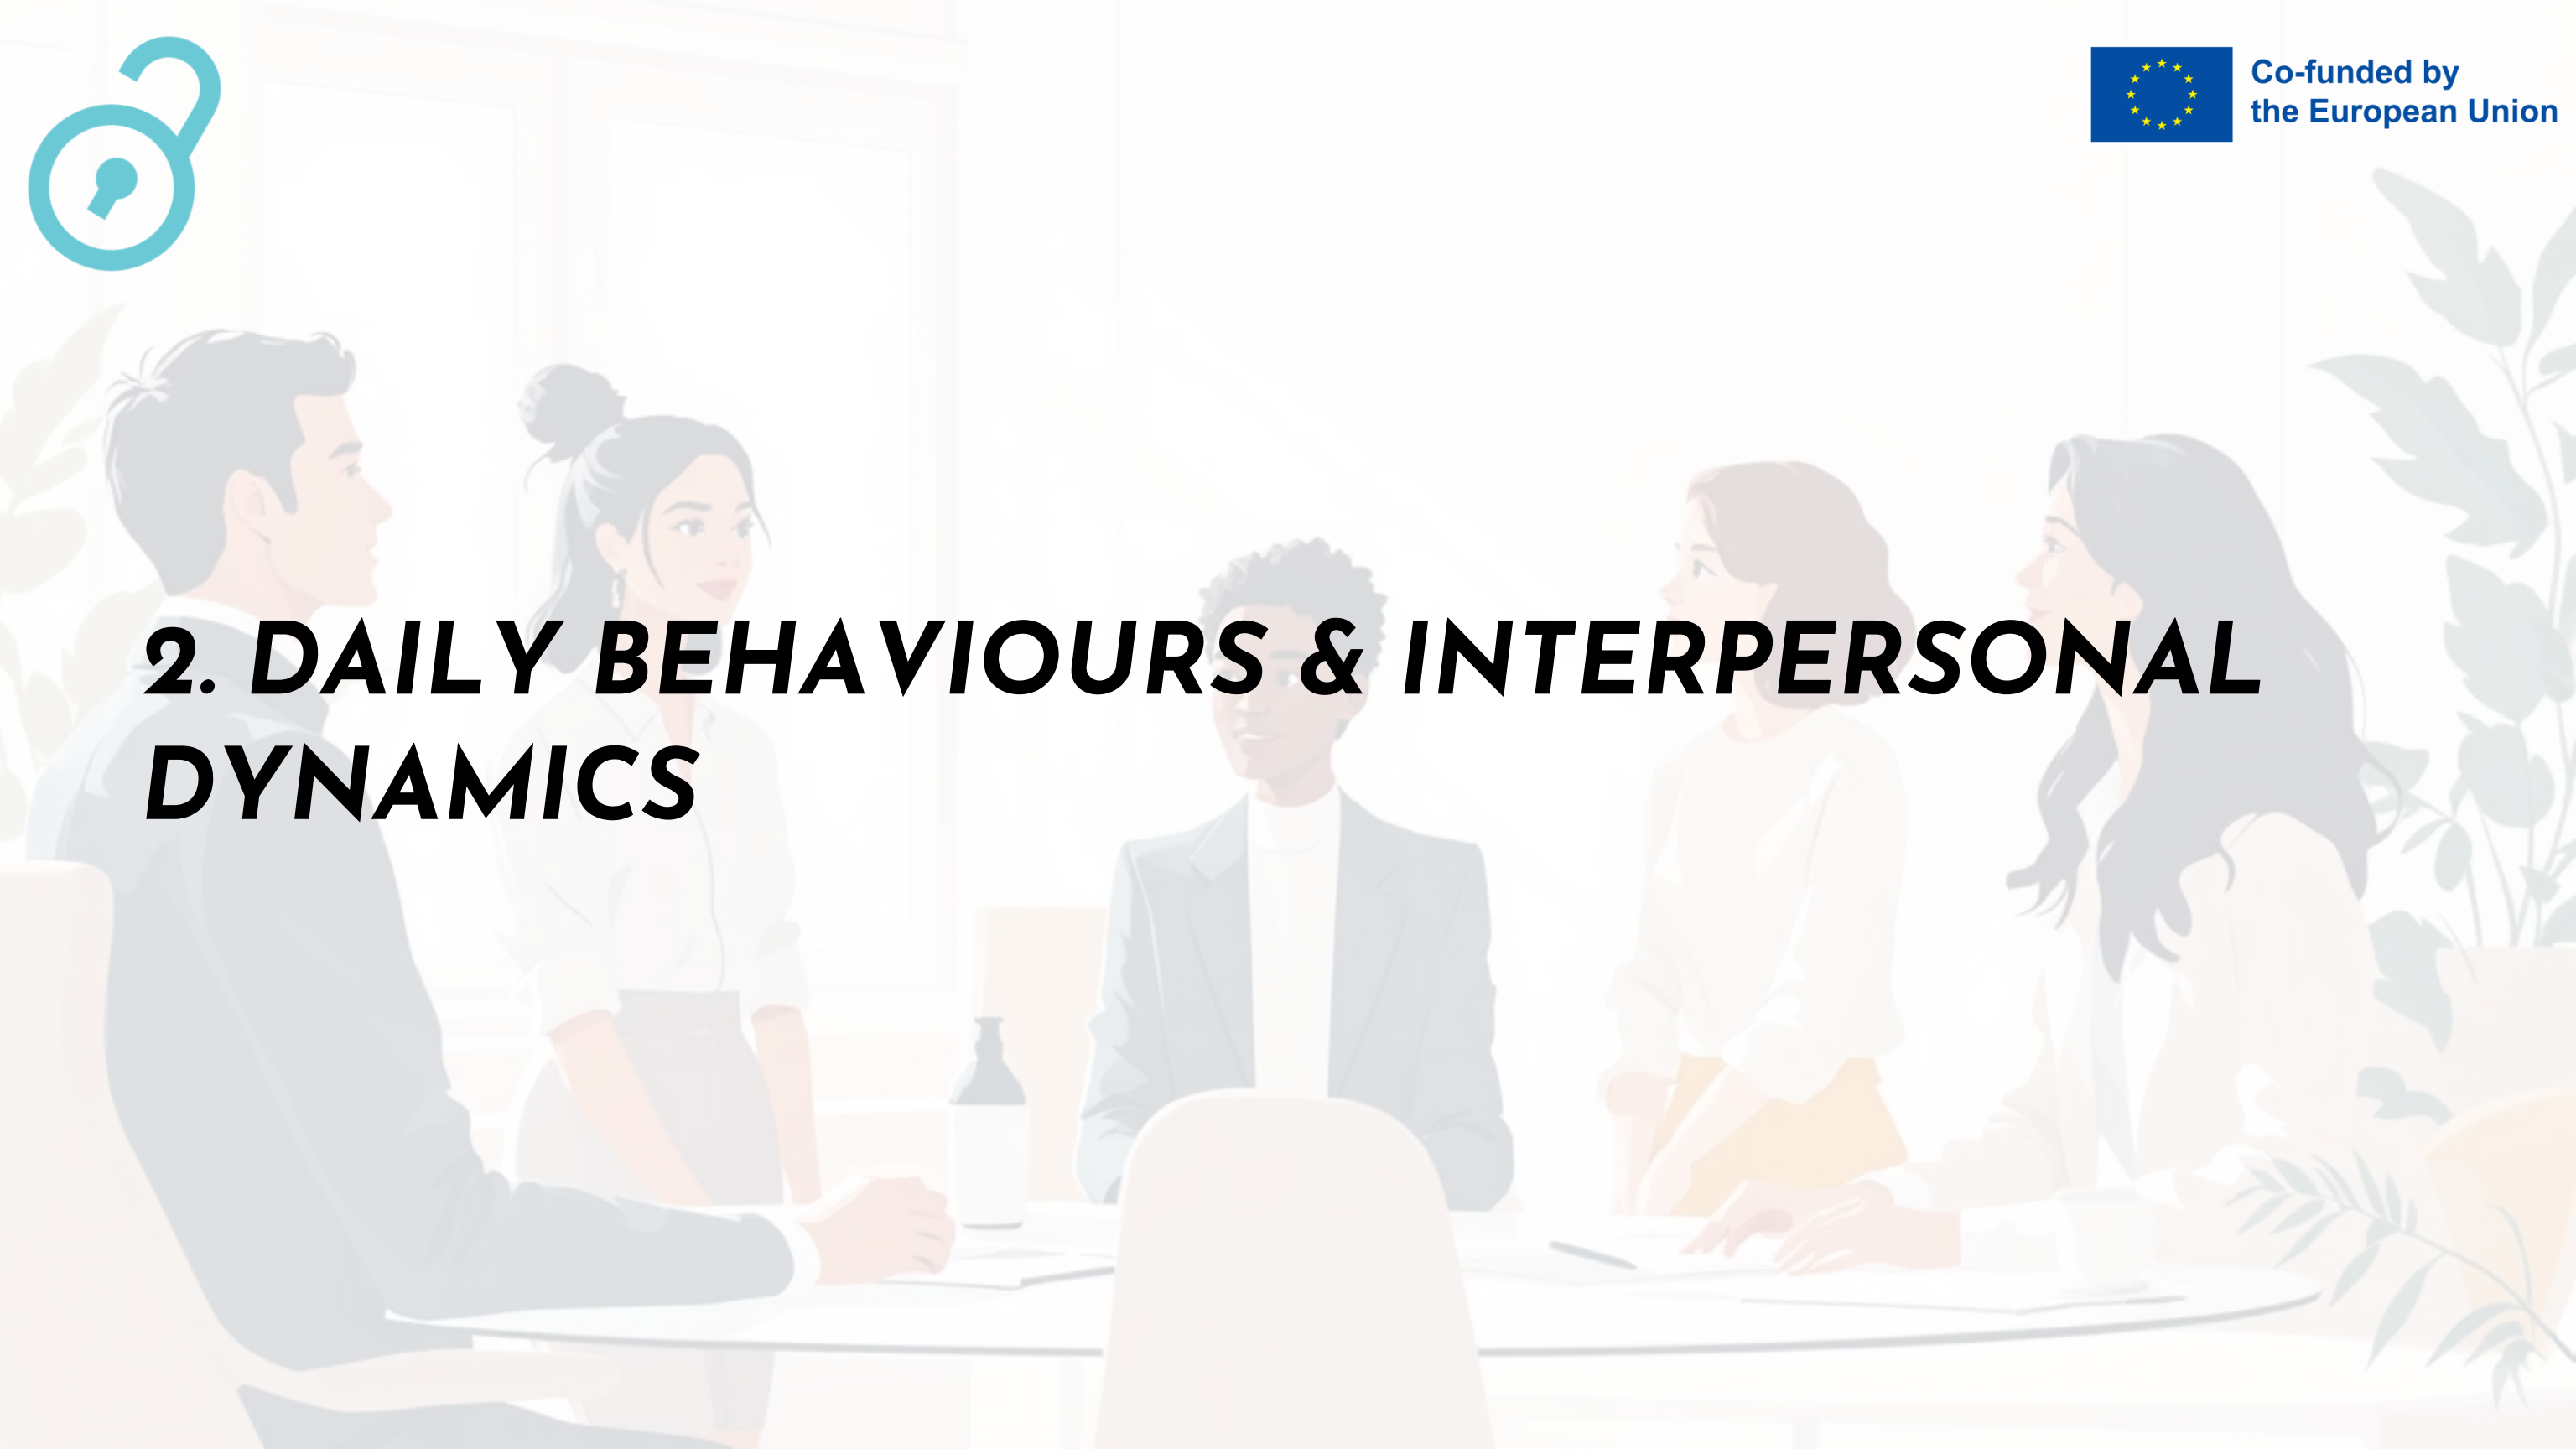 Co-funded by
the European Union
2. DAILY BEHAVIOURS & INTERPERSONAL
DYNAMICS